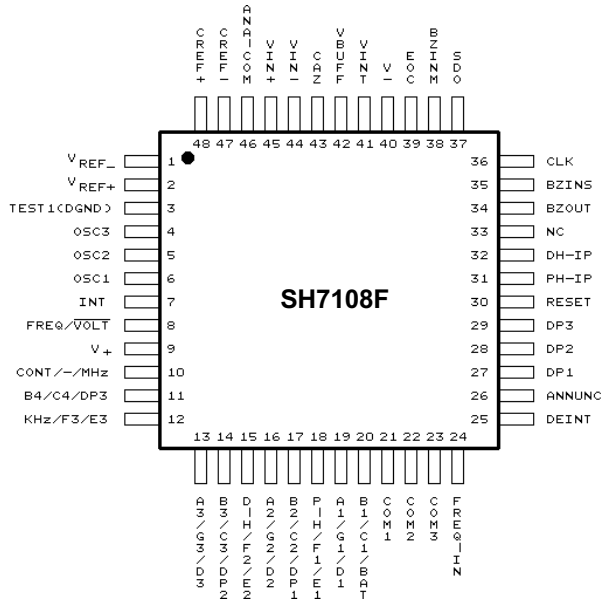 CREF+
CREF-
ANAICOM
VIN+
VIN-
CAZ
VBUFF
VINT
V-
EOC
BZINM
SDO
48 47 46 45 44 43 42 41 40 39 38 37
VREF- 1
VREF+ 2
TEST1(DGND) 3
OSC3 4
OSC2 5
OSC1 6
INT 7
FREQ/VOLT 8
V+ 9
CONT/-/MHz 10
B4/C4/DP3 11
KHz/F3/E3 12
SH7108F
36 CLK
35 BZINS
34 BZOUT
33 NC
32 DH-IP
31 PH-IP
30 RESET
29 DP3
28 DP2
27 DP1
26 ANNUNC
25 DEINT
13 14 15 16 17 18 19 20 21 22 23 24
A3/G3/D3
B3/C3/DP2
DIH/F2/E2
A2/G2/D2
B2/C2/DP1
PIH/F1/E1
A1/G1/D1
B1/C1/BAT
COM1
COM2
COM3
FREQIN